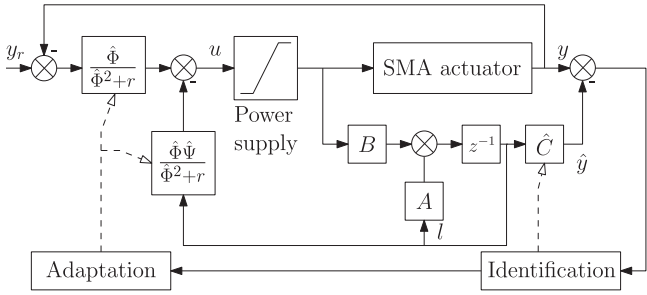 y_r
-
Φ̂
Φ̂²+r
-
u
Power
supply
SMA actuator
y
-
Φ̂Ψ̂
Φ̂²+r
B
z⁻¹
Ĉ
ŷ
A
l
Adaptation
Identification